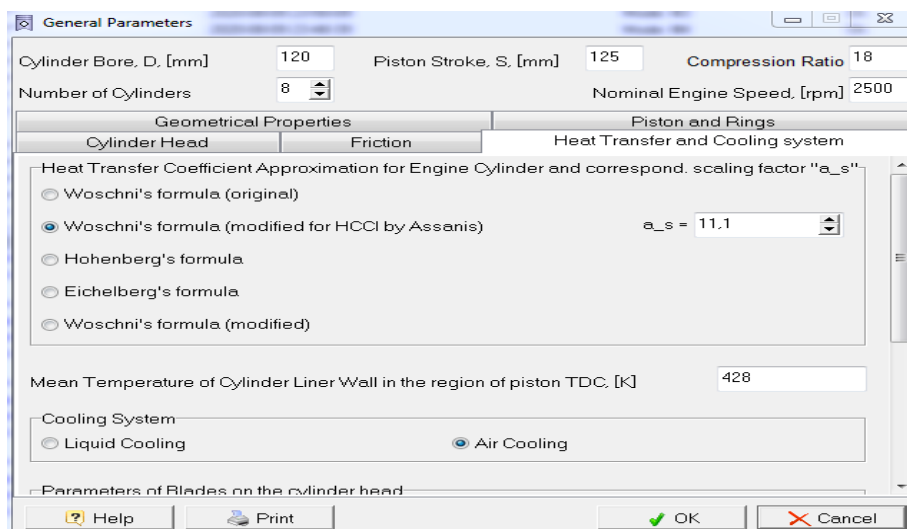 General Parameters
Cylinder Bore, D, [mm] 120 Piston Stroke, S, [mm] 125 Compression Ratio 18
Number of Cylinders 8 Nominal Engine Speed, [rpm] 2500
Geometrical Properties Piston and Rings
Cylinder Head Friction Heat Transfer and Cooling system
Heat Transfer Coefficient Approximation for Engine Cylinder and correspond. scaling factor "a_s"
Woschni's formula (original)
Woschni's formula (modified for HCCI by Assanis) a_s = 11,1
Hohenberg's formula
Eichelberg's formula
Woschni's formula (modified)
Mean Temperature of Cylinder Liner Wall in the region of piston TDC, [K] 428
Cooling System
Liquid Cooling Air Cooling
Parameters of Blades on the cylinder head
Help Print OK Cancel